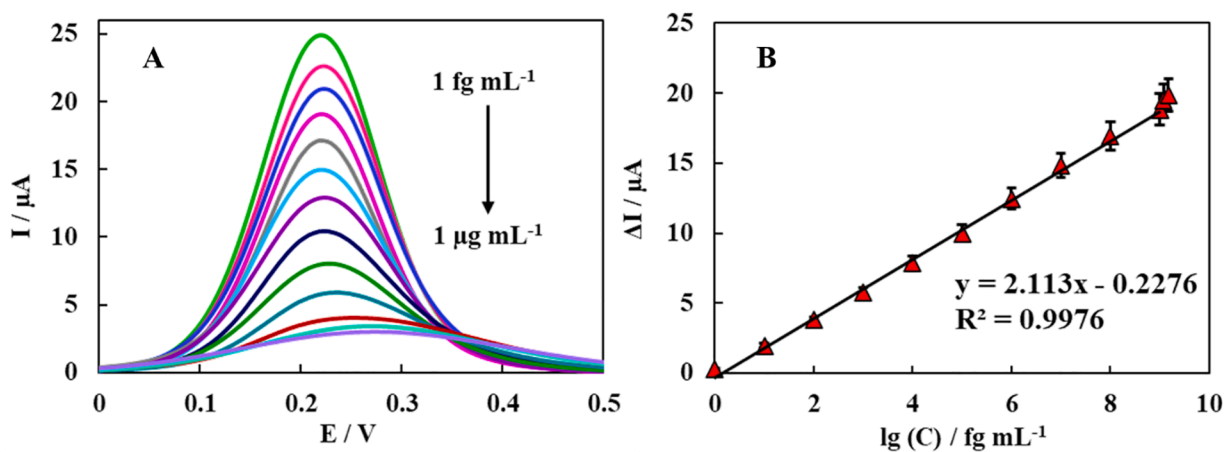 A
1 fg mL⁻¹
1 µg mL⁻¹
I / µA
25
20
15
10
5
0
0 0.1 0.2 0.3 0.4 0.5
E / V
B
ΔI / µA
25
20
15
10
5
0
y = 2.113x - 0.2276
R² = 0.9976
0 2 4 6 8 10
lg (C) / fg mL⁻¹